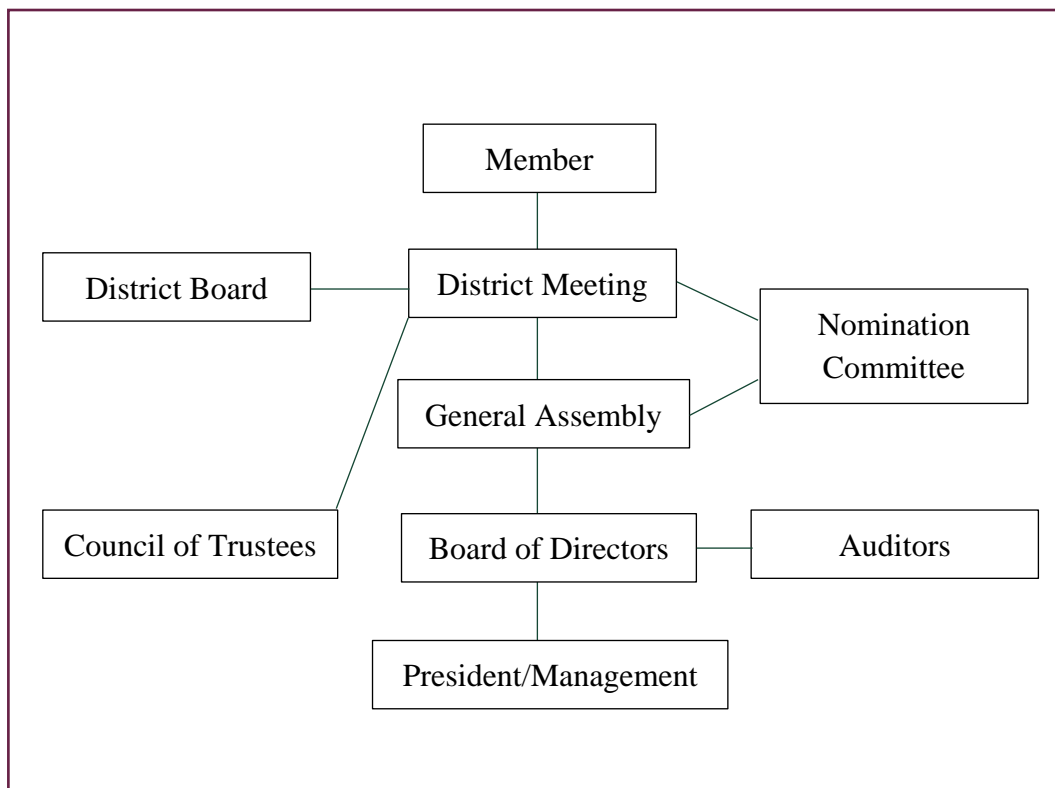 Member
District Board
District Meeting
Nomination
Committee
General Assembly
Council of Trustees
Board of Directors
Auditors
President/Management